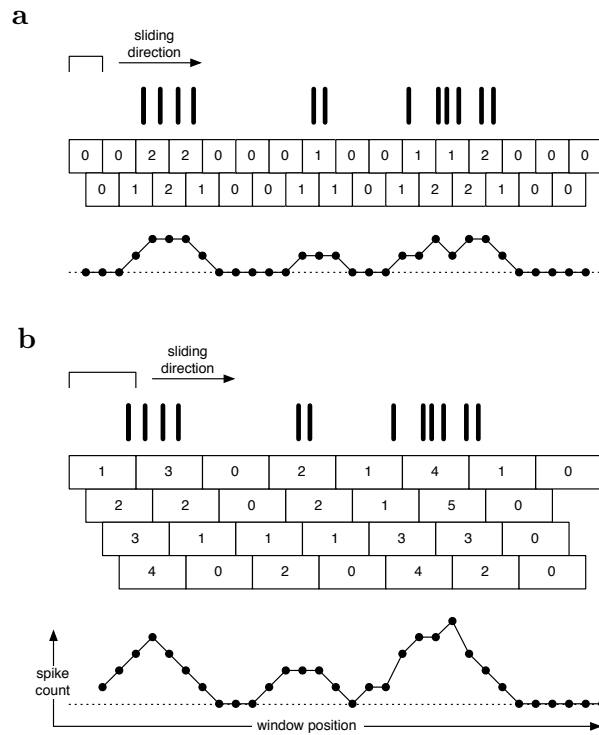 a
sliding
direction
0 0 2 2 0 0 0 1 0 0 1 1 2 0 0 0
0 1 2 1 0 0 1 1 0 1 2 2 1 0 0
b
sliding
direction
1 3 0 2 1 4 1 0
2 2 0 2 1 5 0
3 1 1 1 3 3 0
4 0 2 0 4 2 0
spike
count
window position